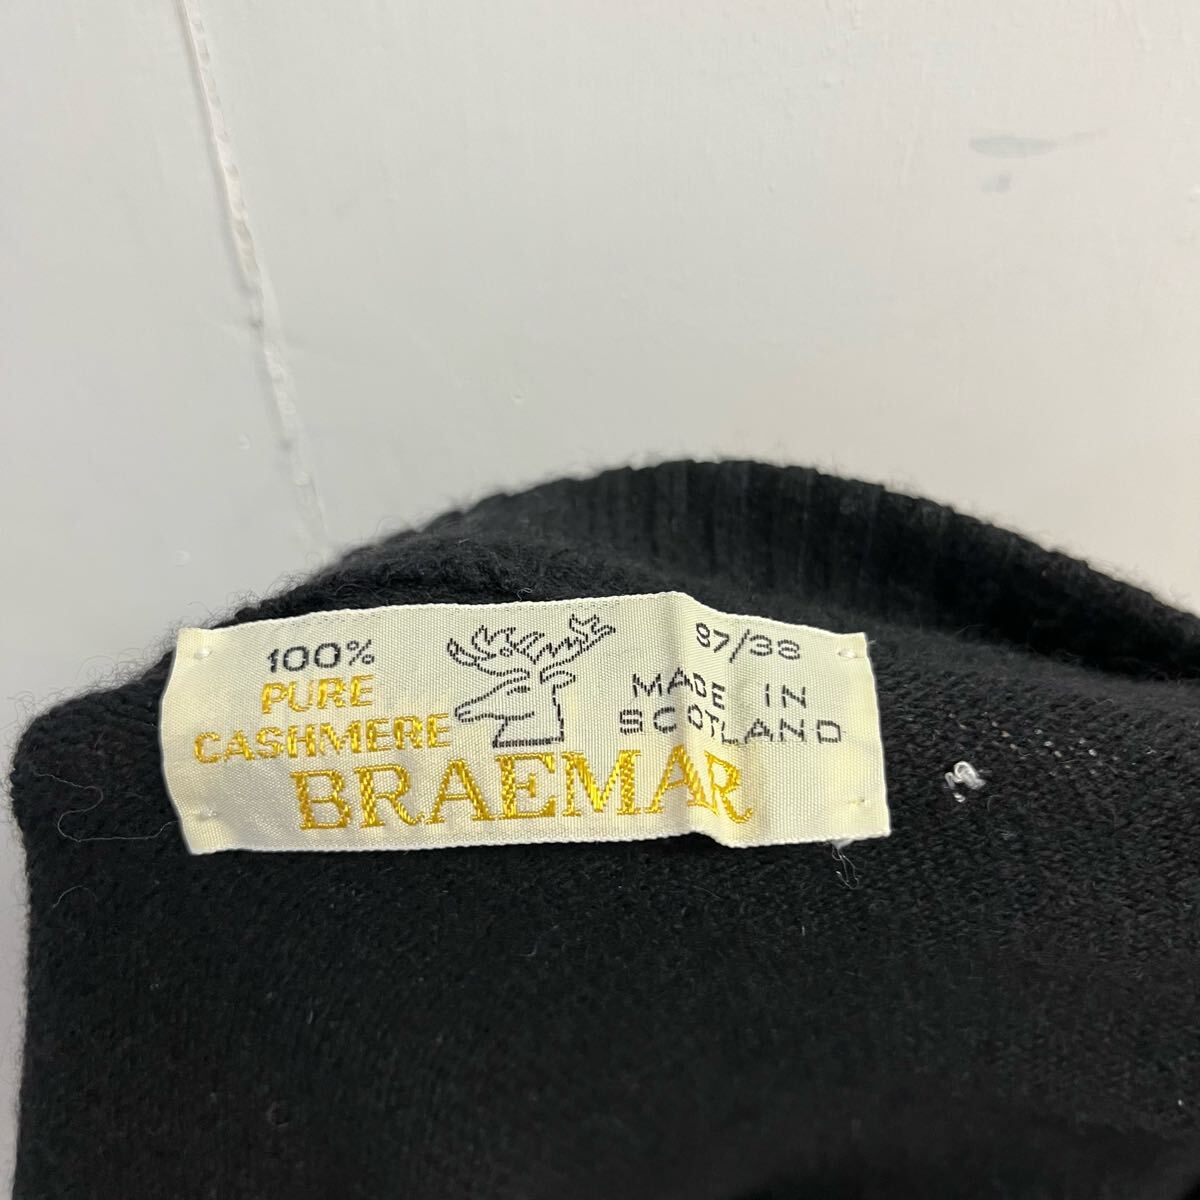 100%
PURE
CASHMERE
37/38
MADE IN
SCOTLAND
BRAEMAR